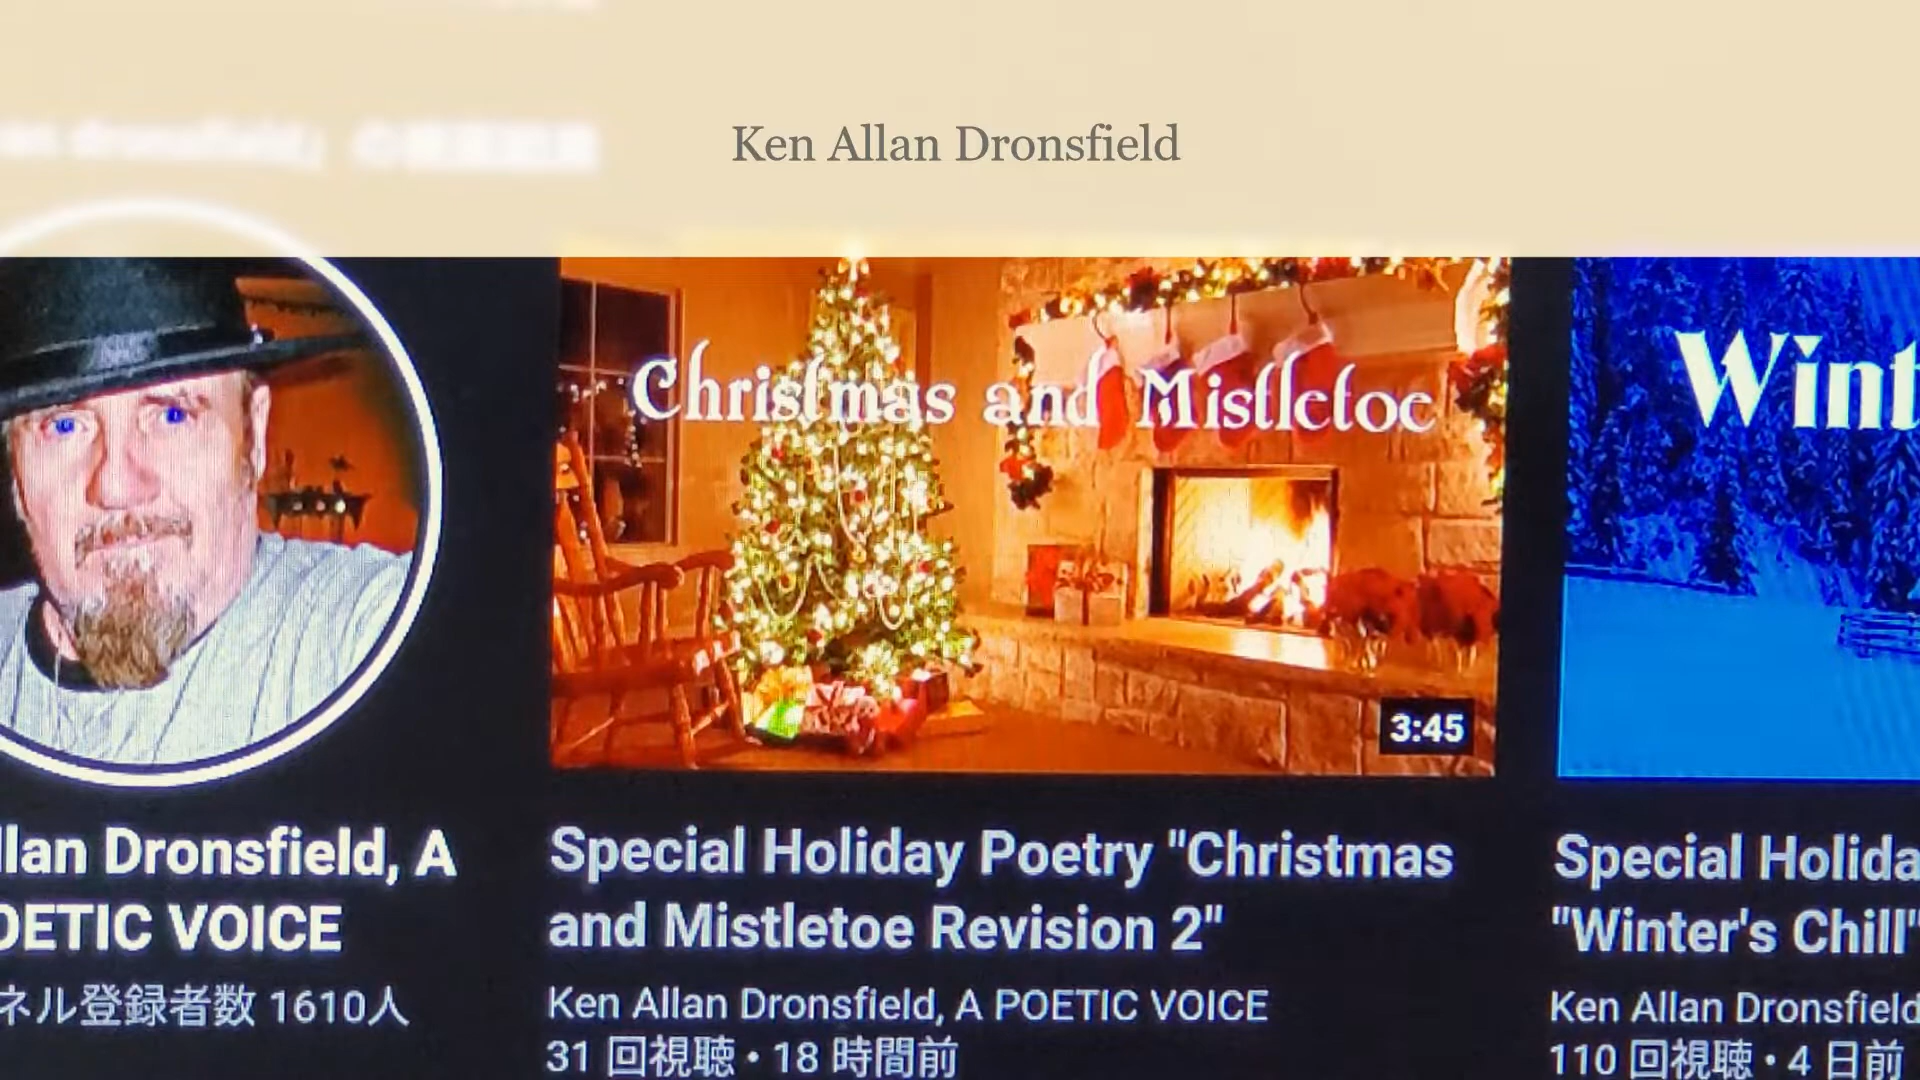 Ken Allan Dronsfield
Christmas and Mistletoe
Wint
3:45
llan Dronsfield, A
OETIC VOICE
ネル登録者数 1610人
Special Holiday Poetry "Christmas
and Mistletoe Revision 2"
Ken Allan Dronsfield, A POETIC VOICE
31 回視聴・18 時間前
Special Holida
"Winter's Chill"
Ken Allan Dronsfield
110 回視聴・4 日前